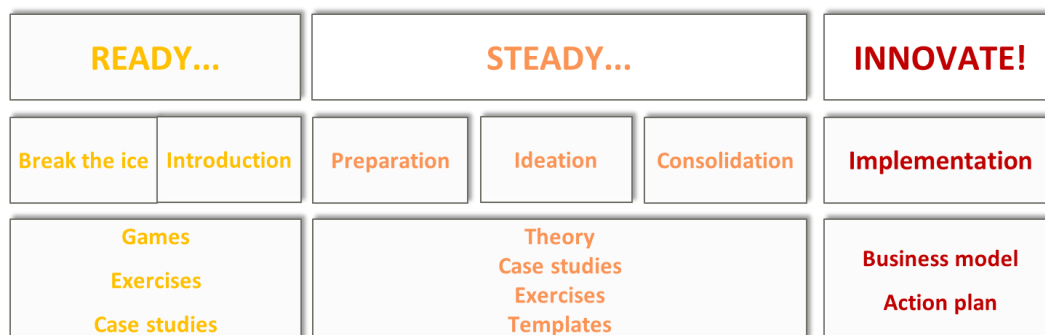 READY...
STEADY...
INNOVATE!
Break the ice
Introduction
Preparation
Ideation
Consolidation
Implementation
Games
Exercises
Case studies
Theory
Case studies
Exercises
Templates
Business model
Action plan